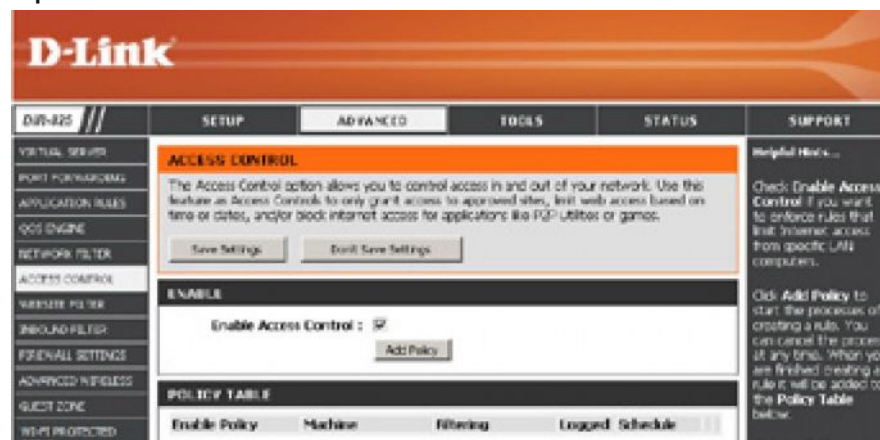 D-Link
DIR-825
SETUP
ADVANCED
TOOLS
STATUS
SUPPORT
VIRTUAL SERVER
PORT FORWARDING
APPLICATION RULES
QOS ENGINE
NETWORK FILTER
ACCESS CONTROL
WEBSITE FILTER
INBOUND FILTER
FIREWALL SETTINGS
ADVANCED WIRELESS
GUEST ZONE
WI-FI PROTECTED
ACCESS CONTROL
The Access Control option allows you to control access in and out of your network. Use this
feature as Access Controls to only grant access to approved sites, limit web access based on
time or dates, and/or block internet access for applications like P2P utilities or games.
Save Settings
Don't Save Settings
ENABLE
Enable Access Control :
Add Policy
POLICY TABLE
Enable Policy Machine Filtering Logged Schedule
Helpful Hints...
Check Enable Access
Control if you want
to enforce rules that
limit Internet access
from specific LAN
computers.
Click Add Policy to
start the processes of
creating a rule. You
can cancel the process
at any time. When you
are finished creating a
rule it will be added to
the Policy Table
below.